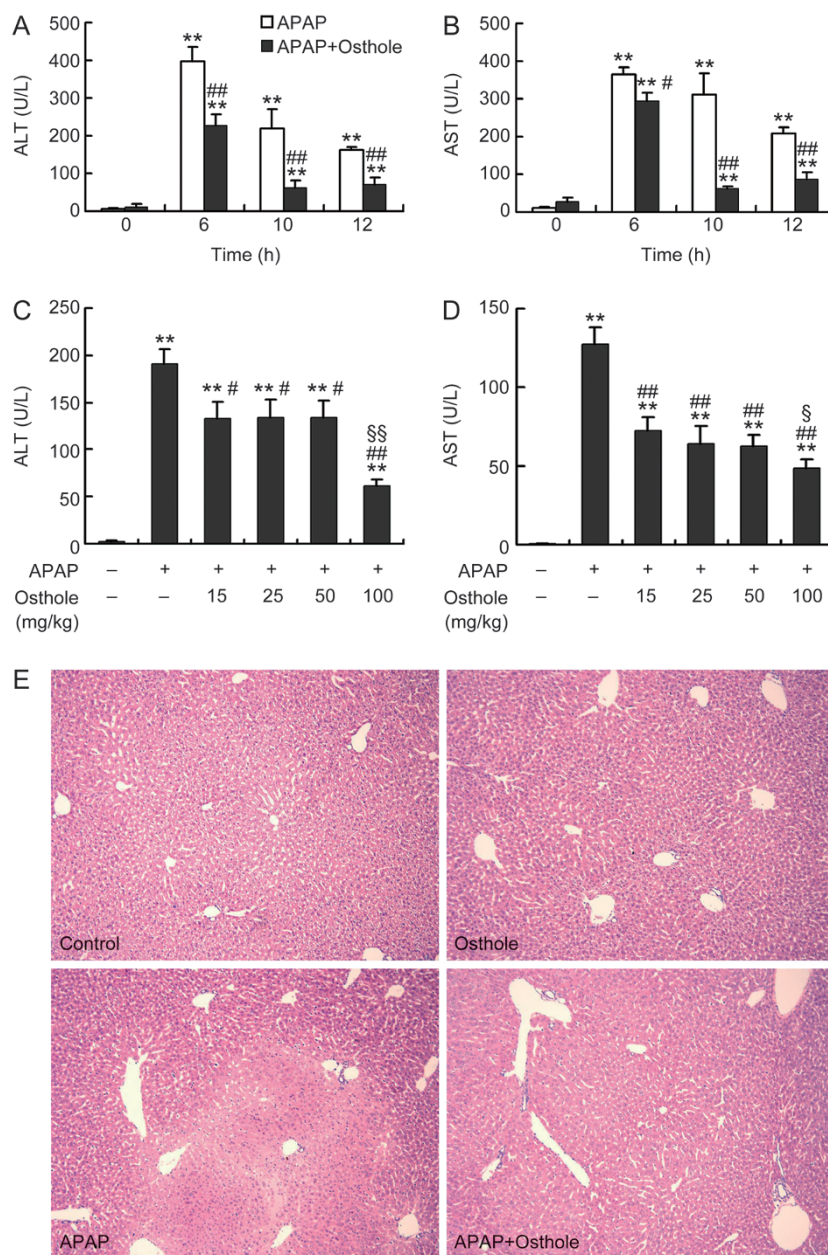 A
B
APAP
APAP+Osthole
ALT (U/L)
500
400
300
200
100
0
**
##
**
**
##
**
**
##
**
0 6 10 12
Time (h)
AST (U/L)
500
400
300
200
100
0
**
** #
**
##
**
**
##
**
0 6 10 12
Time (h)
C
ALT (U/L)
250
200
150
100
50
0
**
** #
** #
** #
§§
##
**
APAP – + + + + +
Osthole – – 15 25 50 100
(mg/kg)
D
AST (U/L)
150
100
50
0
**
##
**
##
**
##
**
§
##
**
APAP – + + + + +
Osthole – – 15 25 50 100
(mg/kg)
E
Control
Osthole
APAP
APAP+Osthole